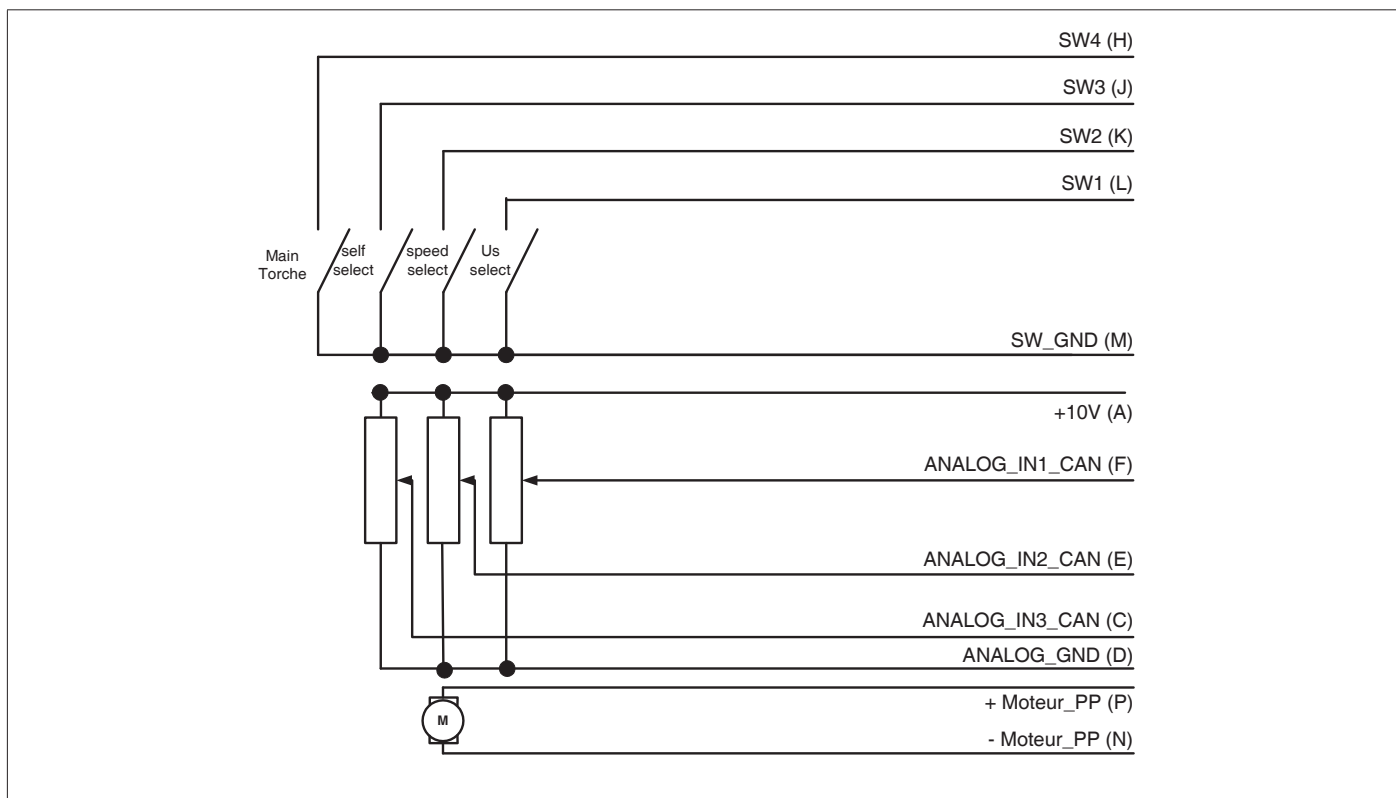 SW4 (H)
SW3 (J)
SW2 (K)
SW1 (L)
Main
Torche
self
select
speed
select
Us
select
SW_GND (M)
+10V (A)
ANALOG_IN1_CAN (F)
ANALOG_IN2_CAN (E)
ANALOG_IN3_CAN (C)
ANALOG_GND (D)
+ Moteur_PP (P)
M
- Moteur_PP (N)